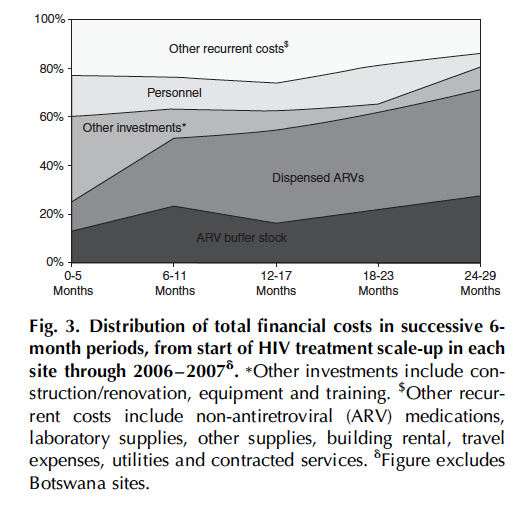 100%
Other recurrent costs$
80%
Personnel
60%
Other investments*
40%
Dispensed ARVs
20%
ARV buffer stock
0%
0-5 6-11 12-17 18-23 24-29
Months Months Months Months Months
Fig. 3. Distribution of total financial costs in successive 6-
month periods, from start of HIV treatment scale-up in each
site through 2006–2007δ. *Other investments include con-
struction/renovation, equipment and training. $Other recur-
rent costs include non-antiretroviral (ARV) medications,
laboratory supplies, other supplies, building rental, travel
expenses, utilities and contracted services. δFigure excludes
Botswana sites.